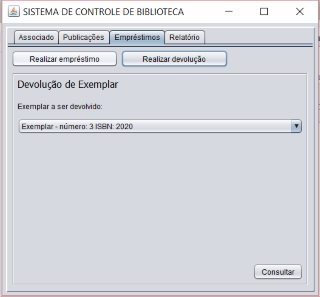 SISTEMA DE CONTROLE DE BIBLIOTECA
Associado Publicações Empréstimos Relatório
Realizar empréstimo Realizar devolução
Devolução de Exemplar
Exemplar a ser devolvido:
Exemplar - número: 3 ISBN: 2020
Consultar